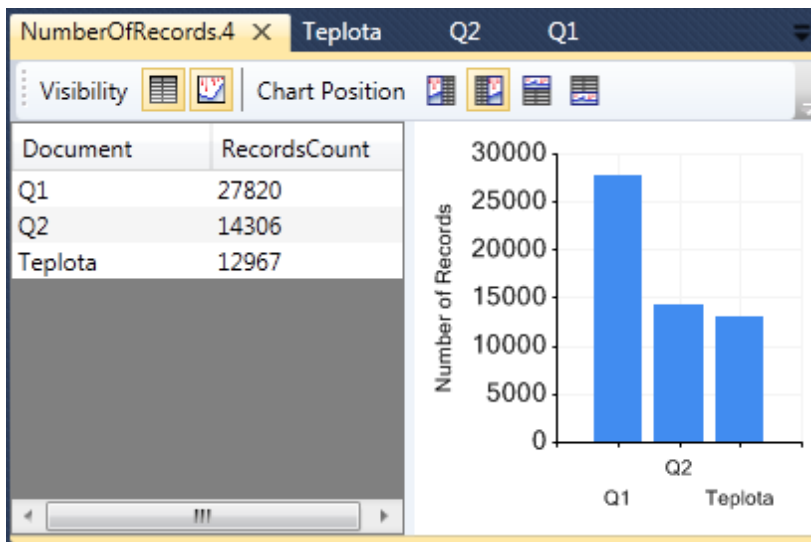 NumberOfRecords.4 Teplota Q2 Q1
Visibility Chart Position
Document RecordsCount
Q1 27820
Q2 14306
Teplota 12967
Number of Records
30000
25000
20000
15000
10000
5000
0
Q2
Q1 Teplota